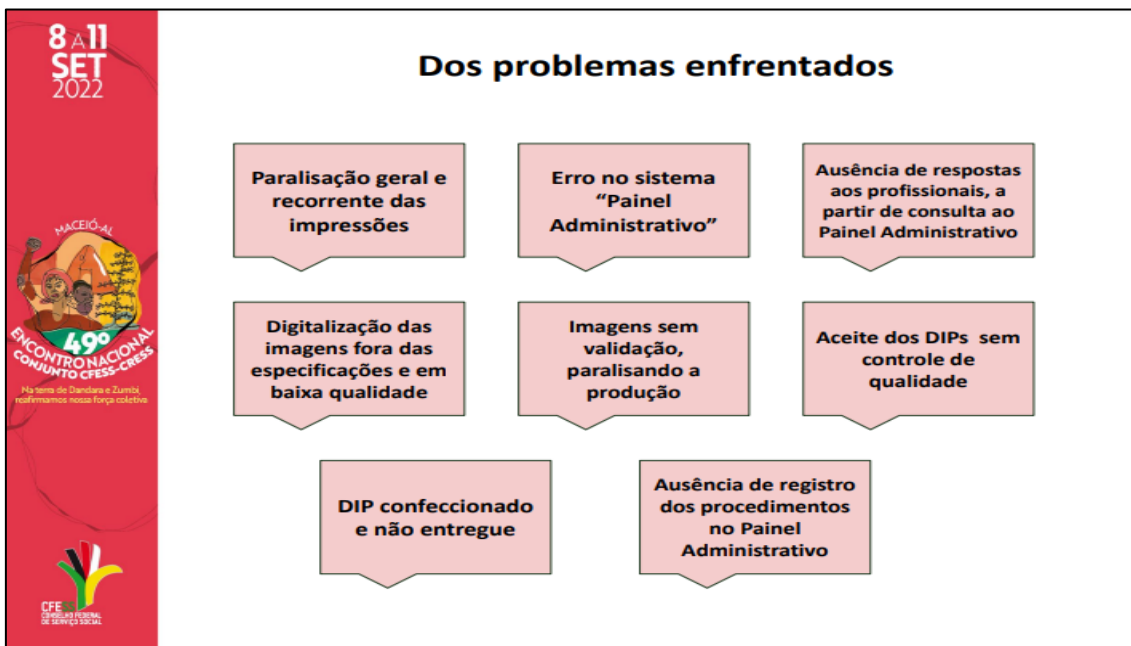 8 A 11
SET
2022
MACEIÓ-AL
49º
ENCONTRO NACIONAL
CONJUNTO CFESS-CRESS
Na terra de Dandara e Zumbi,
reafirmamos nossa força coletiva
CFESS
CONSELHO FEDERAL
DE SERVIÇO SOCIAL
Dos problemas enfrentados
Paralisação geral e
recorrente das
impressões
Erro no sistema
“Painel
Administrativo”
Ausência de respostas
aos profissionais, a
partir de consulta ao
Painel Administrativo
Digitalização das
imagens fora das
especificações e em
baixa qualidade
Imagens sem
validação,
paralisando a
produção
Aceite dos DIPs sem
controle de
qualidade
DIP confeccionado
e não entregue
Ausência de registro
dos procedimentos
no Painel
Administrativo